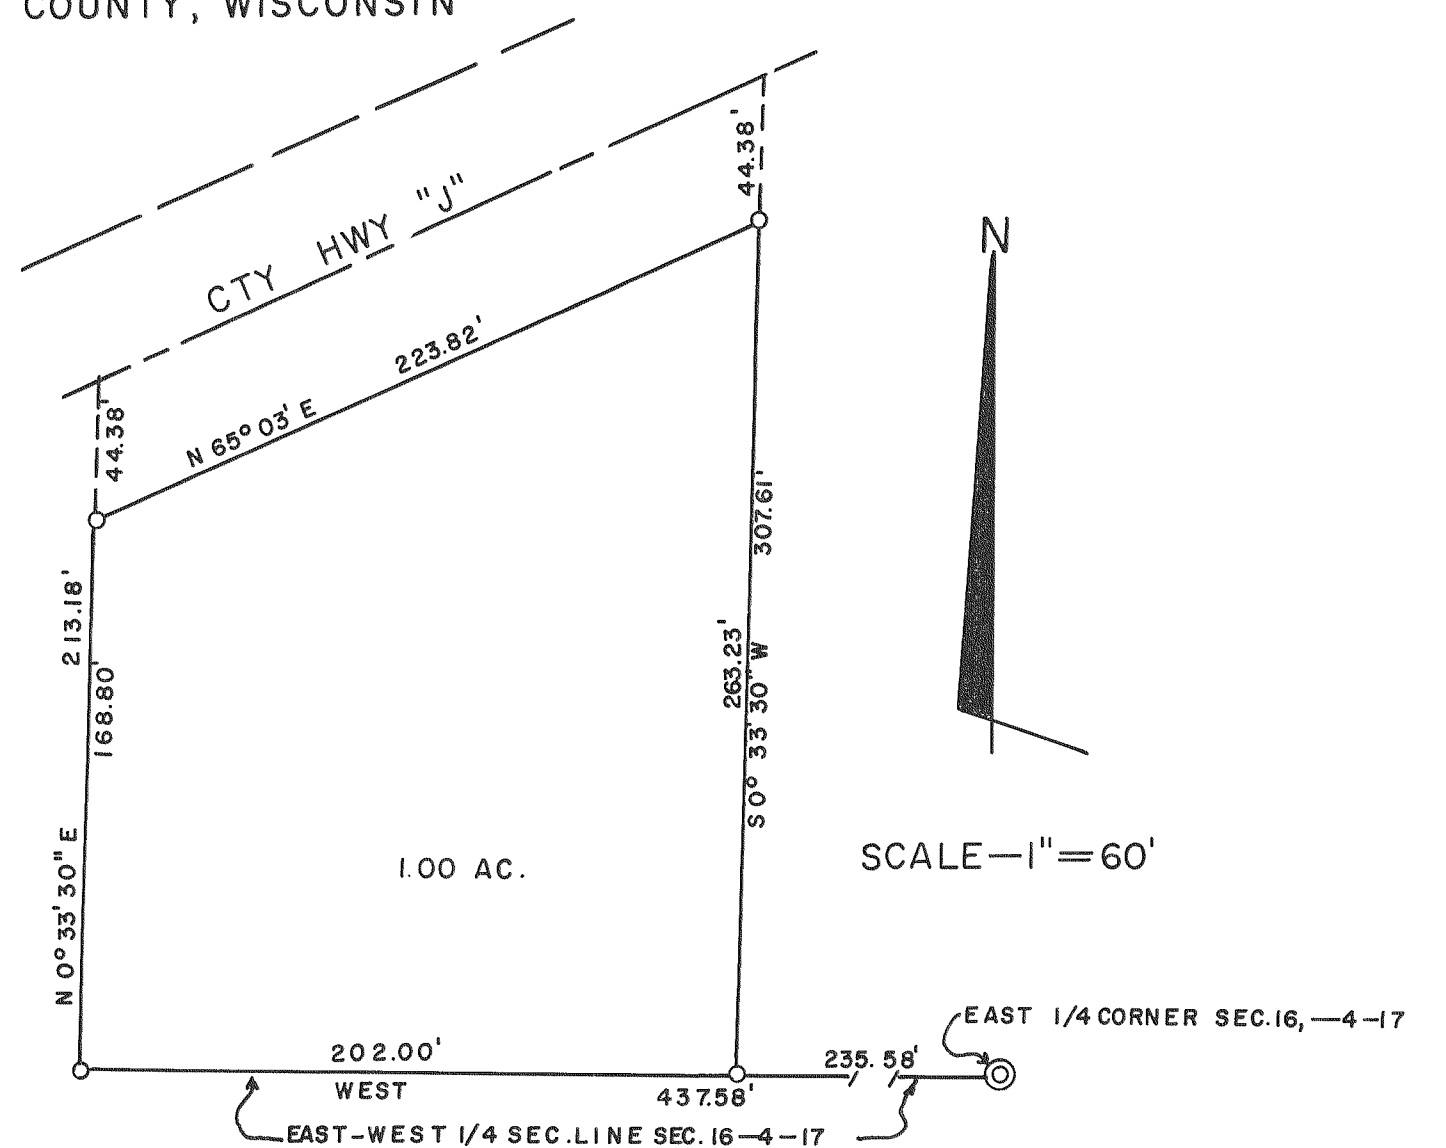 COUNTY, WISCONSIN
44.38'
CTY HWY "J"
N
223.82'
N 65° 03' E
44.38'
307.61'
213.18'
263.23'
168.80'
S 0° 33' 30" W
N 0° 33' 30" E
1.00 AC.
SCALE—1"=60'
EAST 1/4 CORNER SEC.16,—4—17
202.00'
235.58'
WEST
437.58'
EAST-WEST 1/4 SEC.LINE SEC. 16—4—17